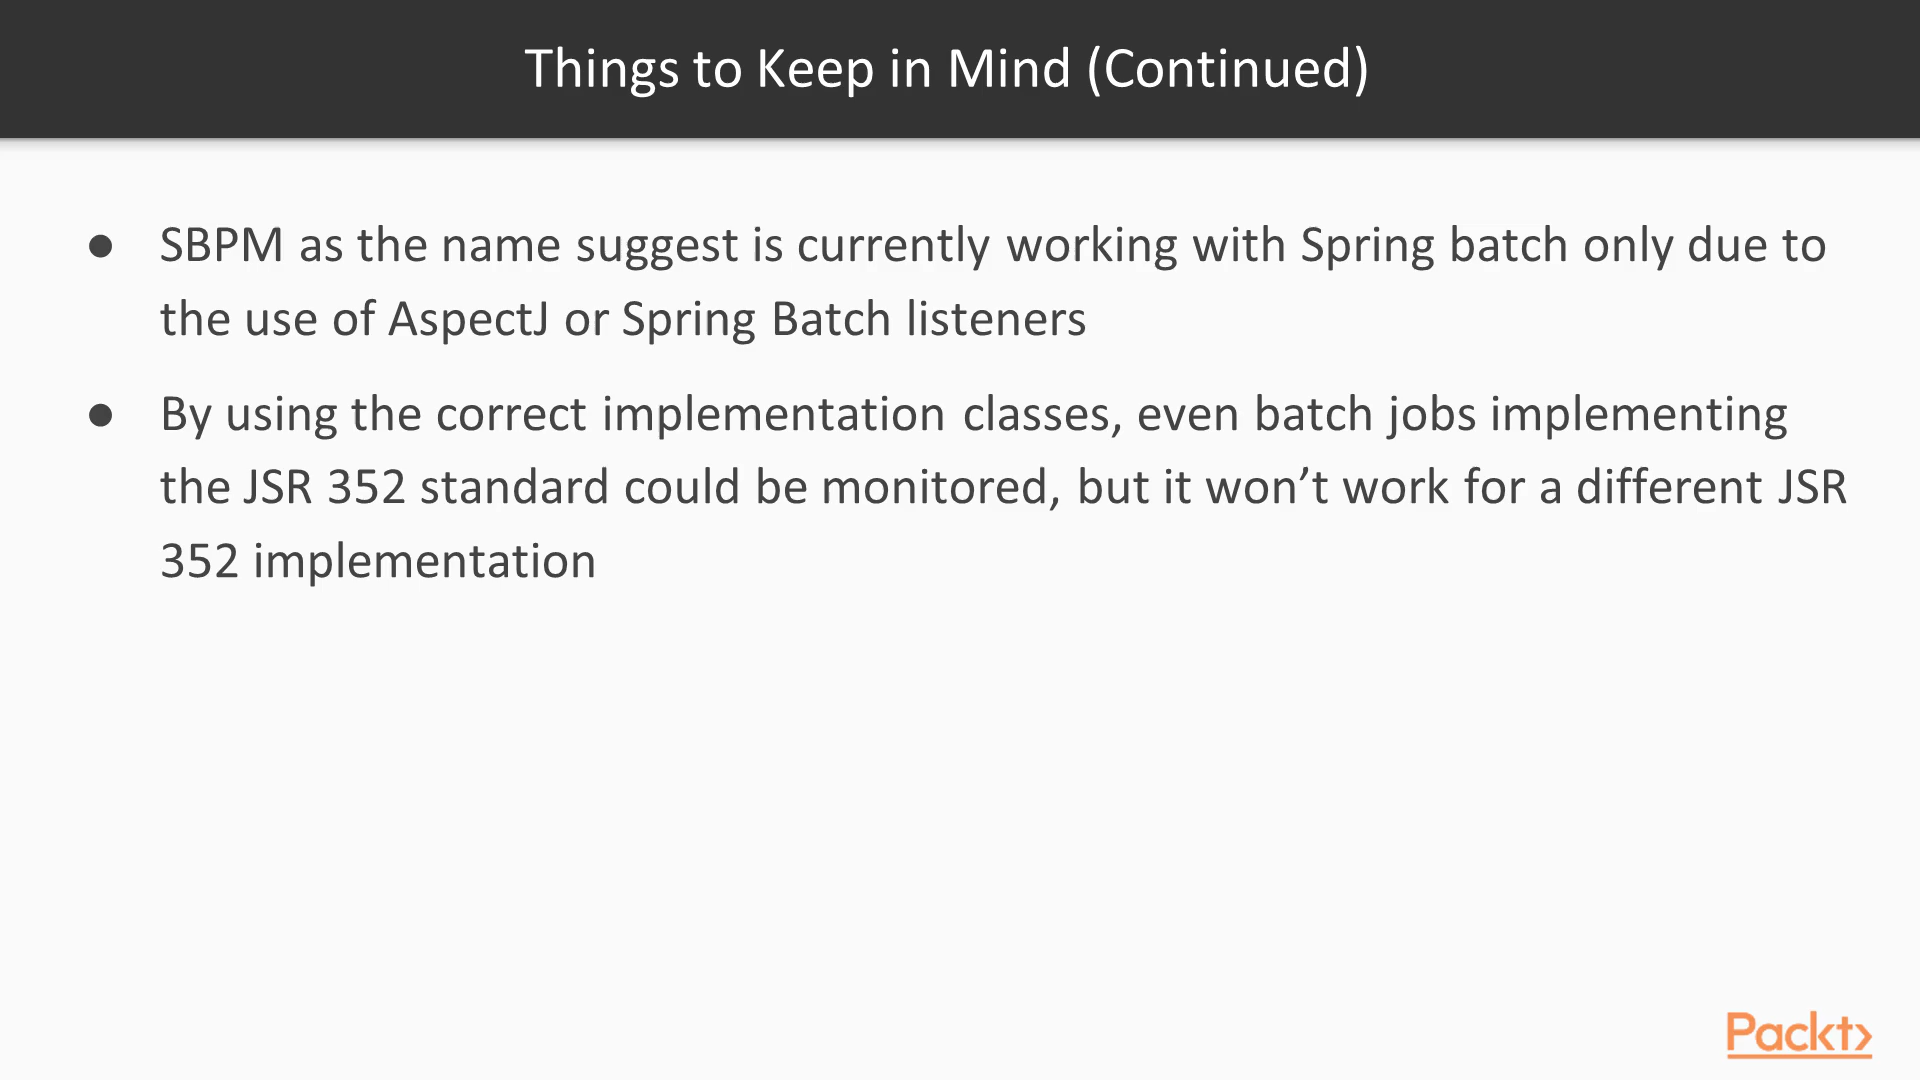 Things to Keep in Mind (Continued)
● SBPM as the name suggest is currently working with Spring batch only due to
the use of AspectJ or Spring Batch listeners
● By using the correct implementation classes, even batch jobs implementing
the JSR 352 standard could be monitored, but it won’t work for a different JSR
352 implementation
Packt>